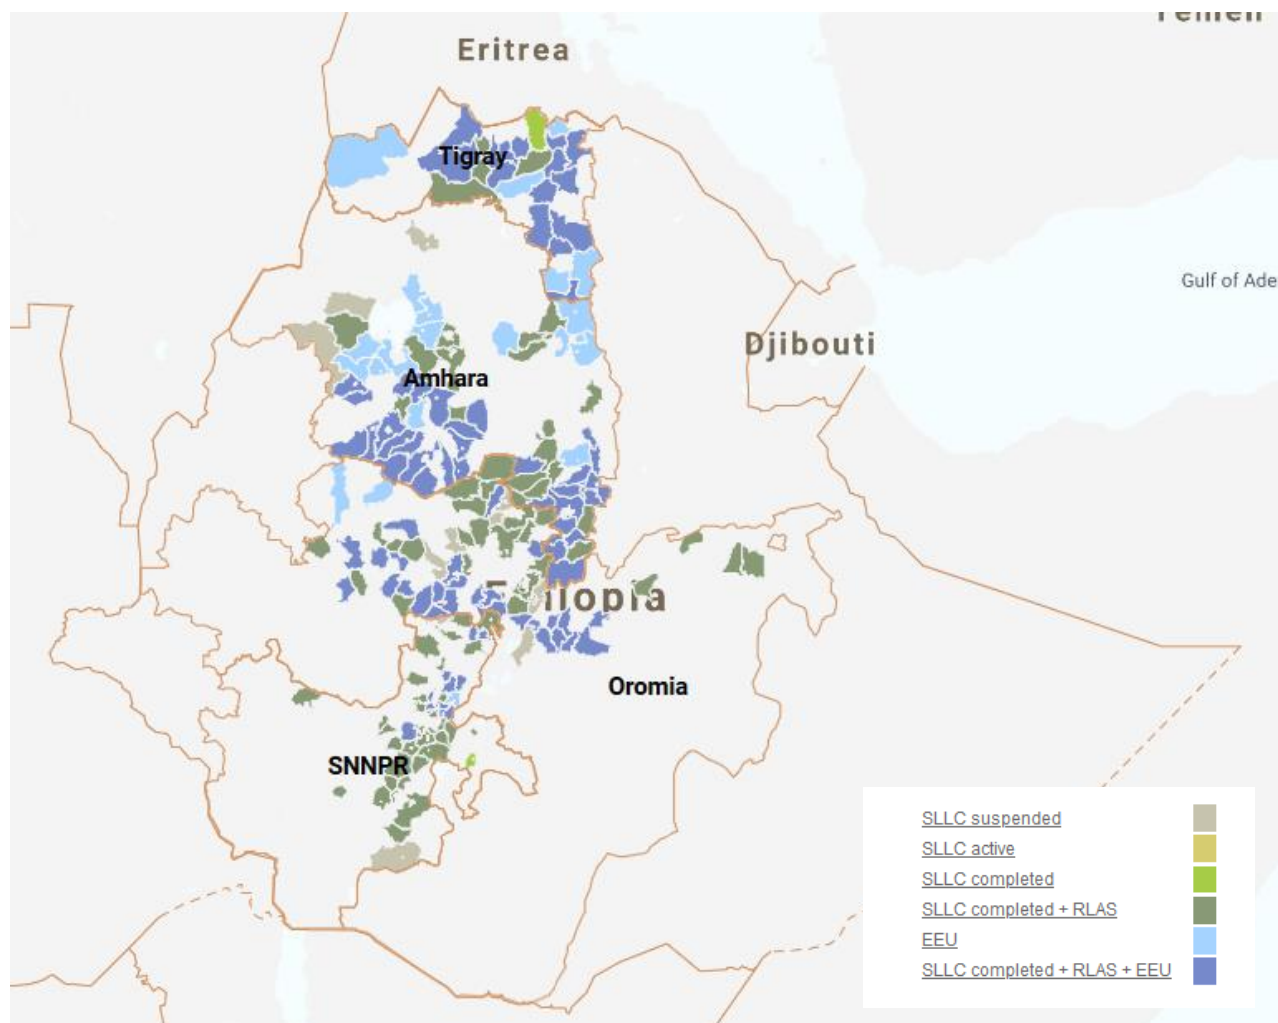 Eritrea
Tigray
Gulf of Ade
Djibouti
Amhara
Oromia
SNNPR
SLLC suspended
SLLC active
SLLC completed
SLLC completed + RLAS
EEU
SLLC completed + RLAS + EEU